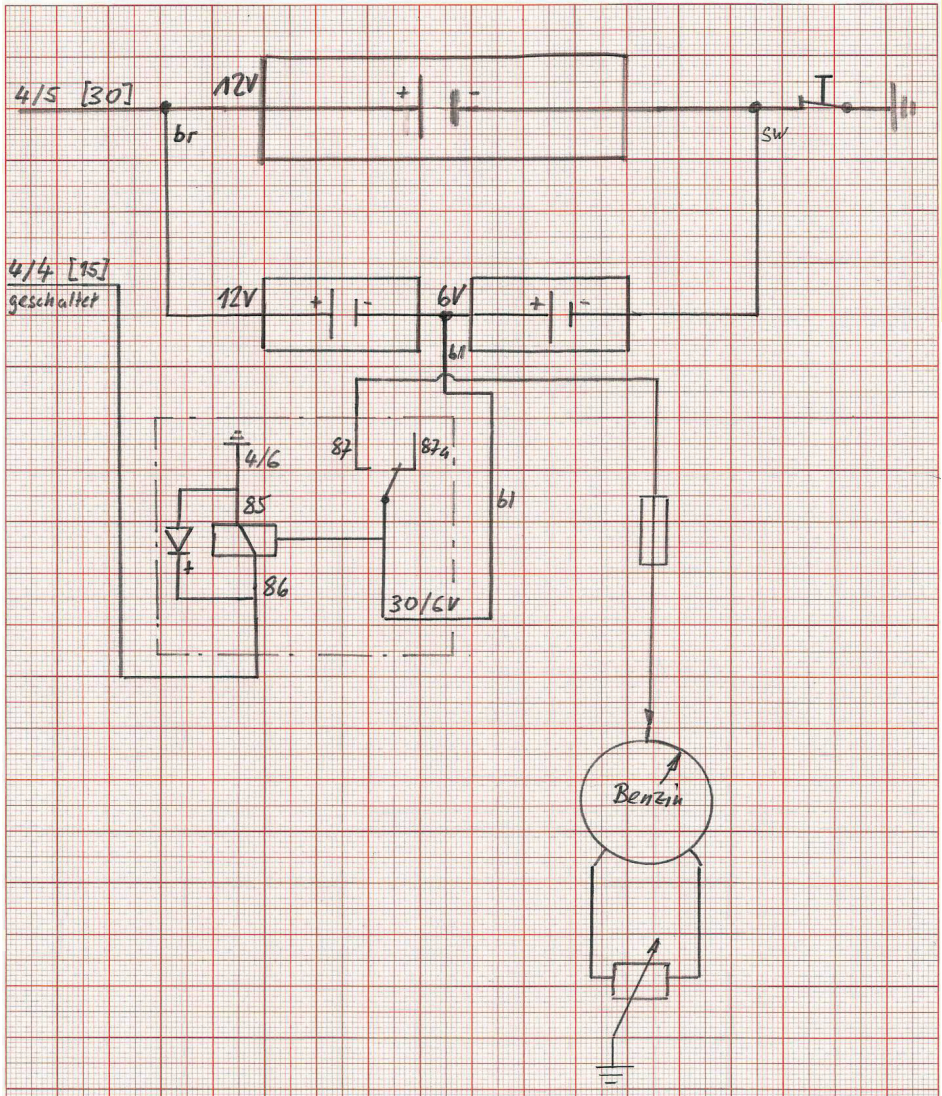 4/5 [30]
12V
+ -
T
br
sw
4/4 [15]
geschaltet
12V
+ -
6V
+ -
bl
87
87a
4/6
85
bl
+
86
30/6V
Benzin